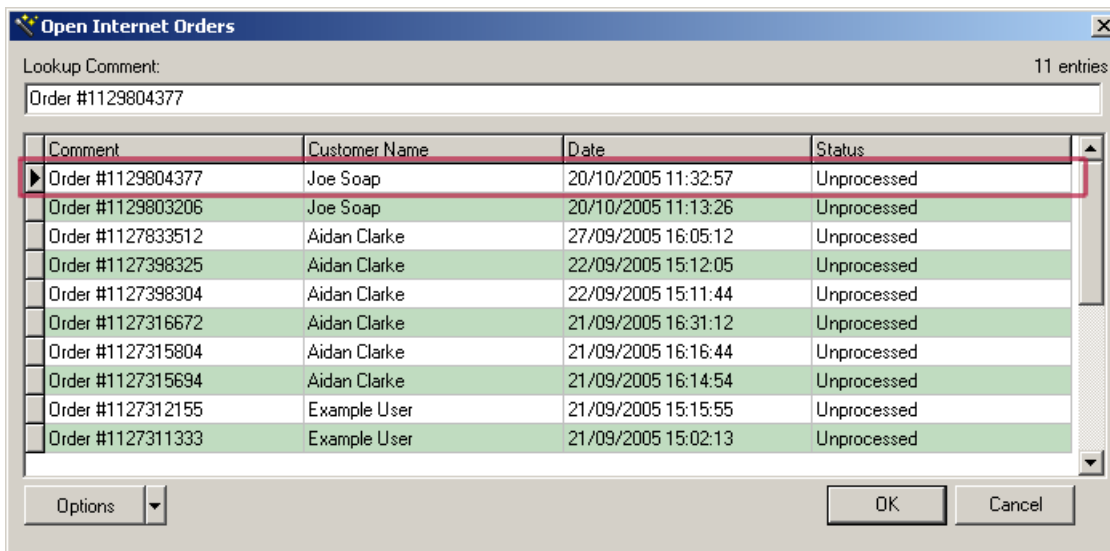 Open Internet Orders
Lookup Comment: 11 entries
Order #1129804377
Comment Customer Name Date Status
Order #1129804377 Joe Soap 20/10/2005 11:32:57 Unprocessed
Order #1129803206 Joe Soap 20/10/2005 11:13:26 Unprocessed
Order #1127833512 Aidan Clarke 27/09/2005 16:05:12 Unprocessed
Order #1127398325 Aidan Clarke 22/09/2005 15:12:05 Unprocessed
Order #1127398304 Aidan Clarke 22/09/2005 15:11:44 Unprocessed
Order #1127316672 Aidan Clarke 21/09/2005 16:31:12 Unprocessed
Order #1127315804 Aidan Clarke 21/09/2005 16:16:44 Unprocessed
Order #1127315694 Aidan Clarke 21/09/2005 16:14:54 Unprocessed
Order #1127312155 Example User 21/09/2005 15:15:55 Unprocessed
Order #1127311333 Example User 21/09/2005 15:02:13 Unprocessed
Options OK Cancel